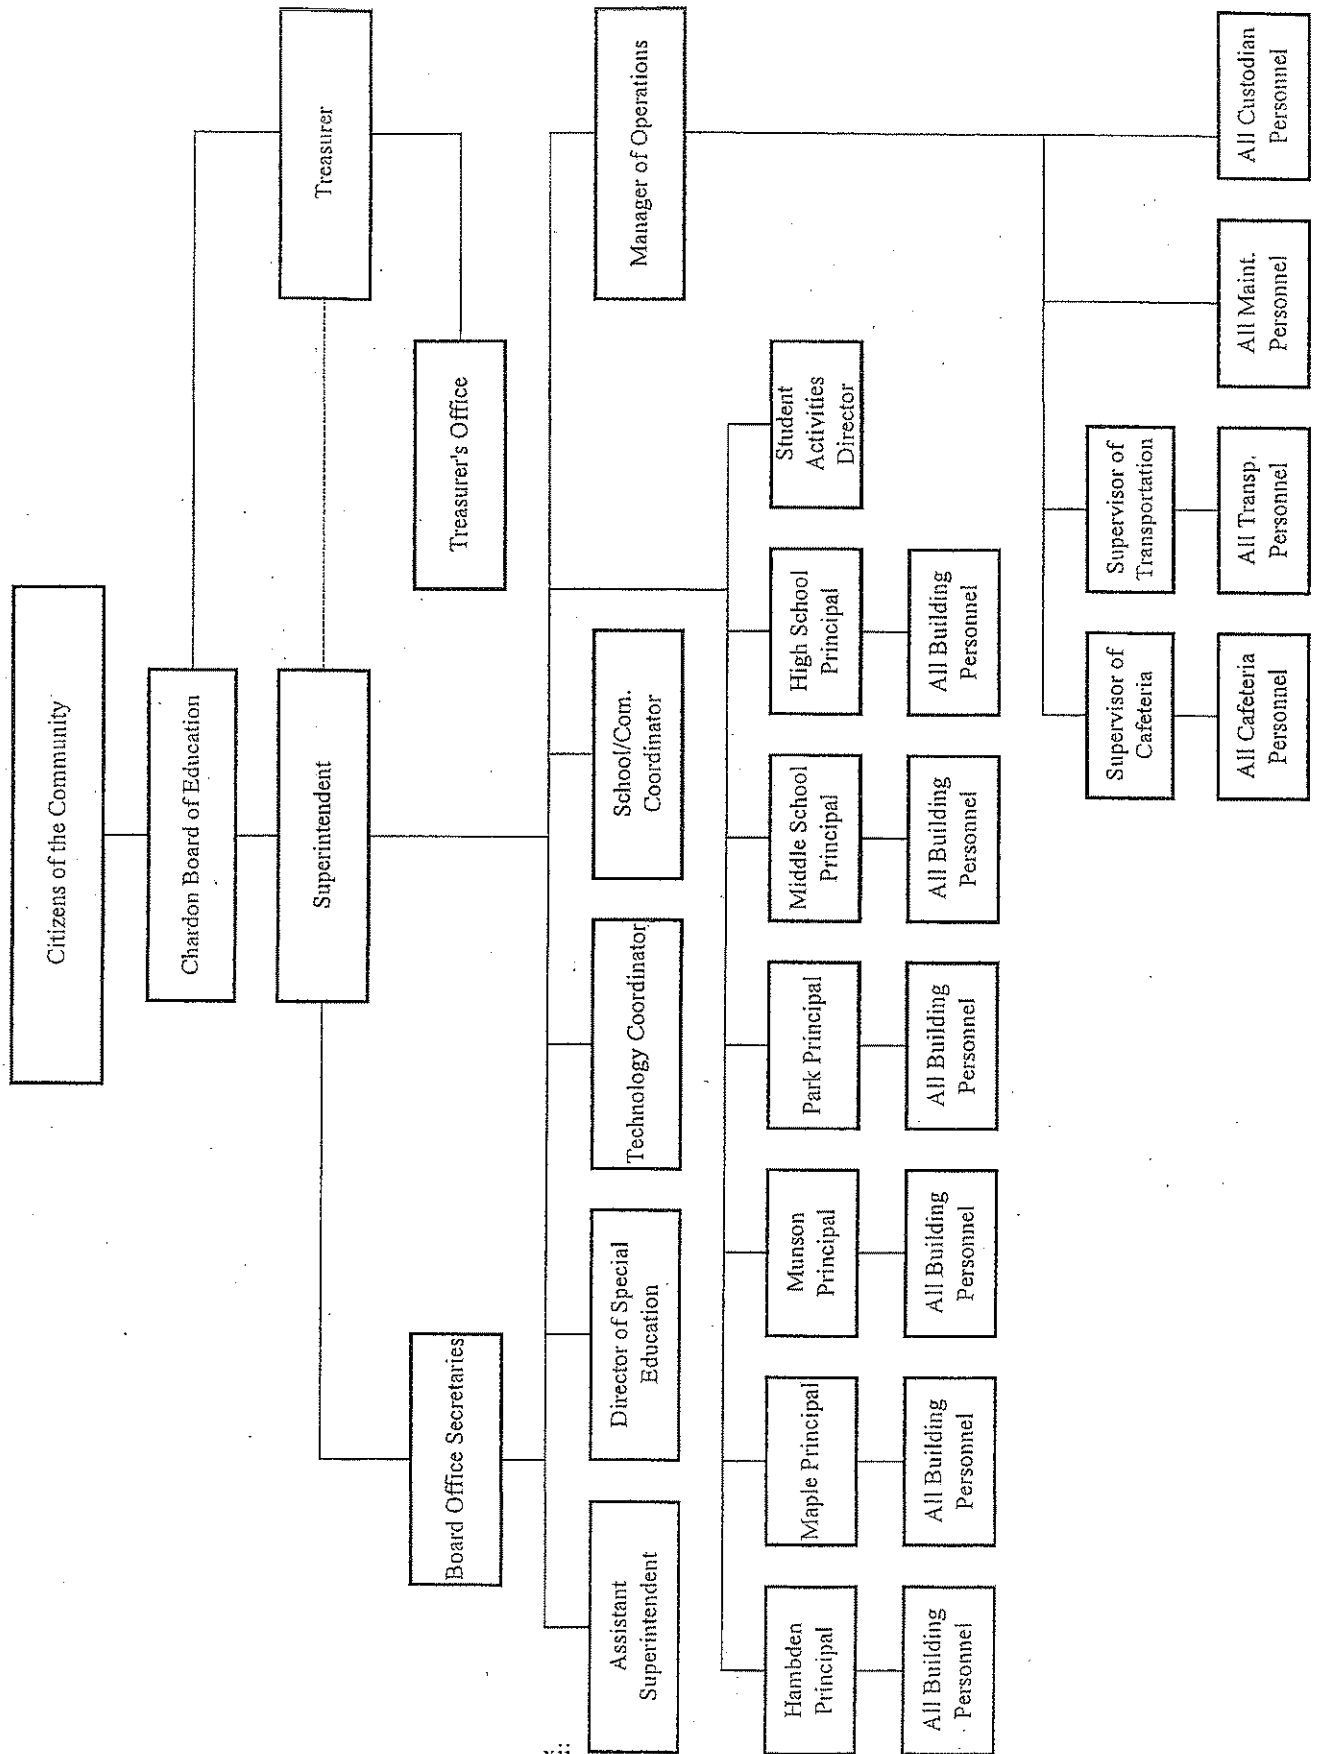 Citizens of the Community
Chardon Board of Education
Superintendent
Treasurer
Board Office Secretaries
Treasurer's Office
Assistant
Superintendent
Director of Special
Education
Technology Coordinator
School/Com.
Coordinator
Manager of Operations
Hambden
Principal
Maple Principal
Munson
Principal
Park Principal
Middle School
Principal
High School
Principal
Student
Activities
Director
All Building
Personnel
All Building
Personnel
All Building
Personnel
All Building
Personnel
All Building
Personnel
All Building
Personnel
Supervisor of
Cafeteria
Supervisor of
Transportation
All Cafeteria
Personnel
All Transp.
Personnel
All Maint.
Personnel
All Custodian
Personnel
xii